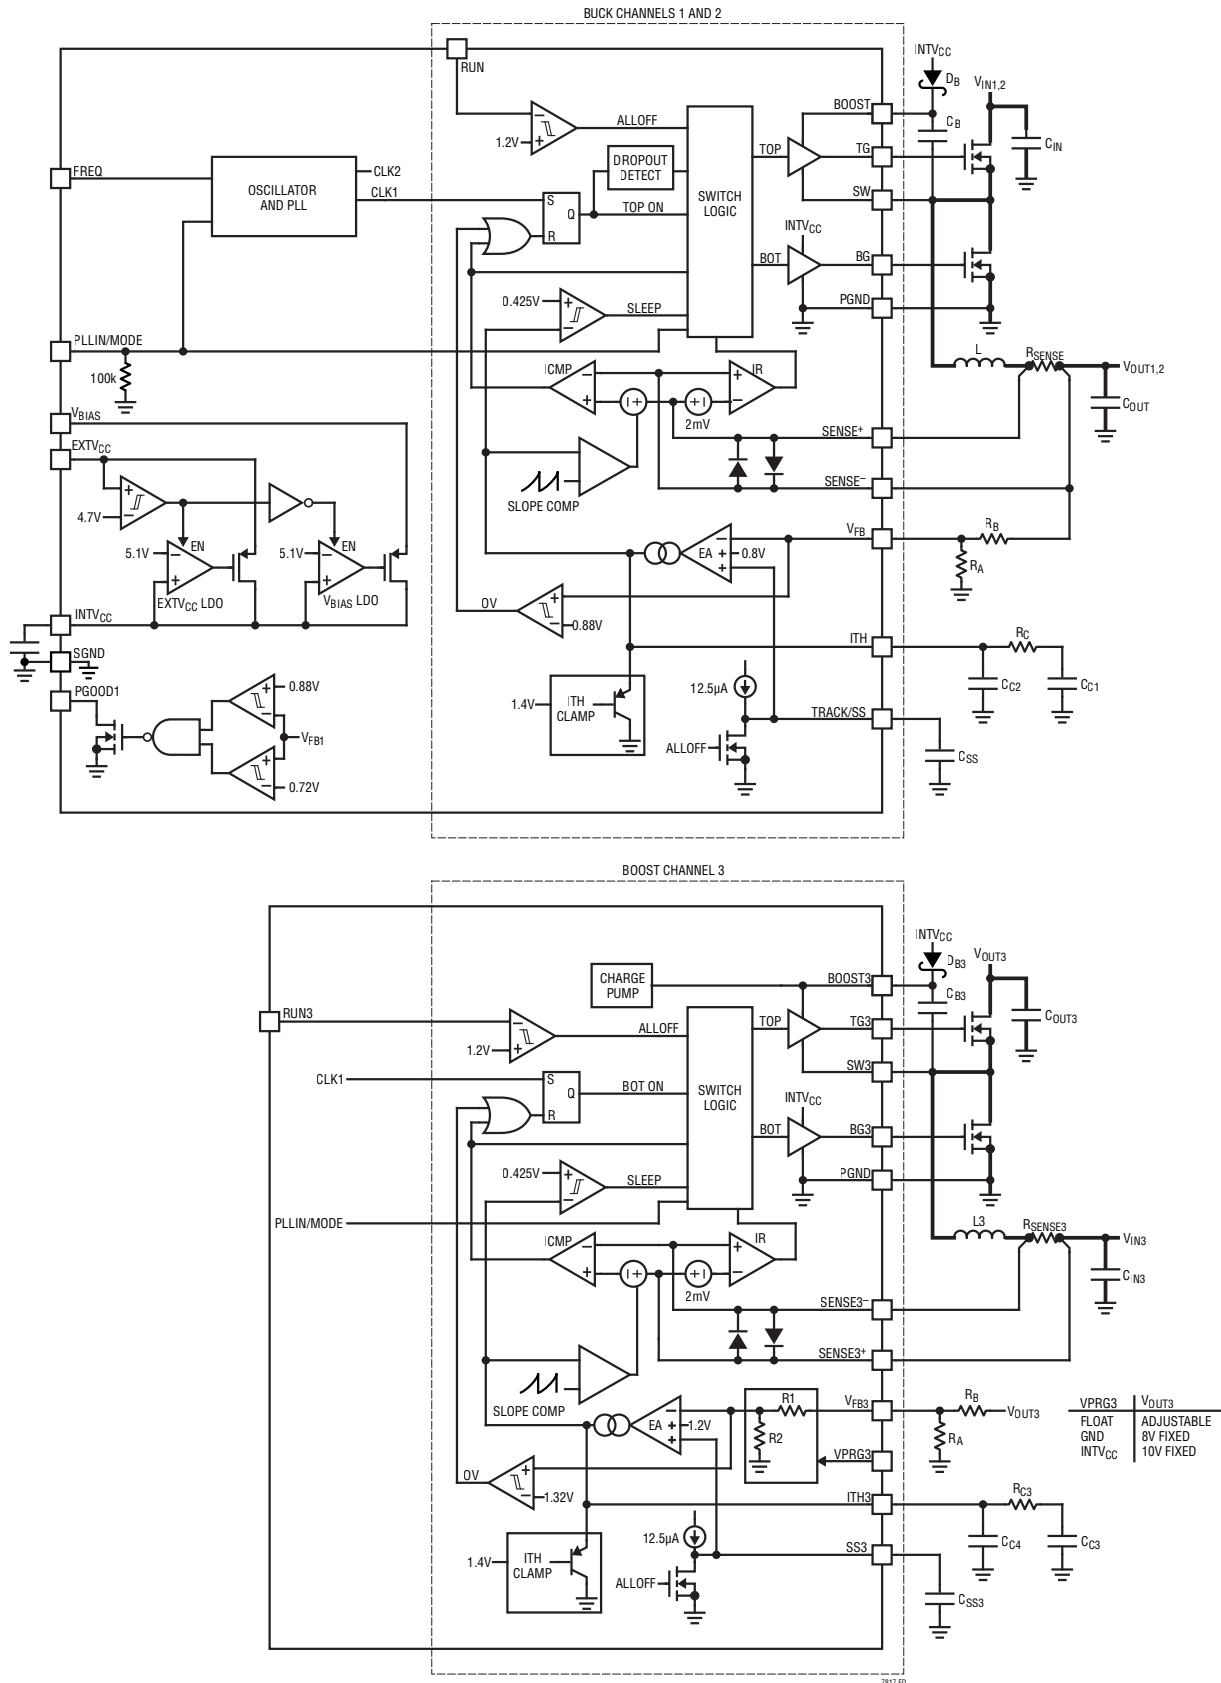 BUCK CHANNELS 1 AND 2
RUN
1.2V
ALLOFF
DROPOUT
DETECT
SWITCH
LOGIC
TOP
BOOST
TG
SW
INTVCC
DB
CB
VIN1,2
CIN
FREQ
OSCILLATOR
AND PLL
CLK2
CLK1
S
Q
R
TOP ON
INTVCC
BOT
BG
PGND
0.425V
SLEEP
PLLIN/MODE
100k
L
RSENSE
VOUT1,2
COUT
ICMP
IR
2mV
SENSE+
SENSE–
SLOPE COMP
VBIAS
EXTVCC
4.7V
5.1V
EN
EXTVCC LDO
5.1V
EN
VBIAS LDO
VFB
RB
RA
EA
0.8V
OV
0.88V
INTVCC
SGND
PGOOD1
0.88V
VFB1
0.72V
ITH
RC
CC2
CC1
1.4V
ITH
CLAMP
12.5µA
ALLOFF
TRACK/SS
CSS
BOOST CHANNEL 3
CHARGE
PUMP
RUN3
1.2V
ALLOFF
SWITCH
LOGIC
TOP
BOOST3
TG3
SW3
INTVCC
DB3
CB3
VOUT3
COUT3
CLK1
S
Q
R
BOT ON
INTVCC
BOT
BG3
PGND
0.425V
SLEEP
PLLIN/MODE
L3
RSENSE3
VIN3
CIN3
ICMP
IR
2mV
SENSE3–
SENSE3+
SLOPE COMP
EA
1.2V
R1
R2
VFB3
VPRG3
RB
VOUT3
RA
VPRG3 VOUT3
FLOAT ADJUSTABLE
GND 8V FIXED
INTVCC 10V FIXED
OV
1.32V
ITH3
RC3
CC4
CC3
1.4V
ITH
CLAMP
12.5µA
ALLOFF
SS3
CSS3
7817 FD